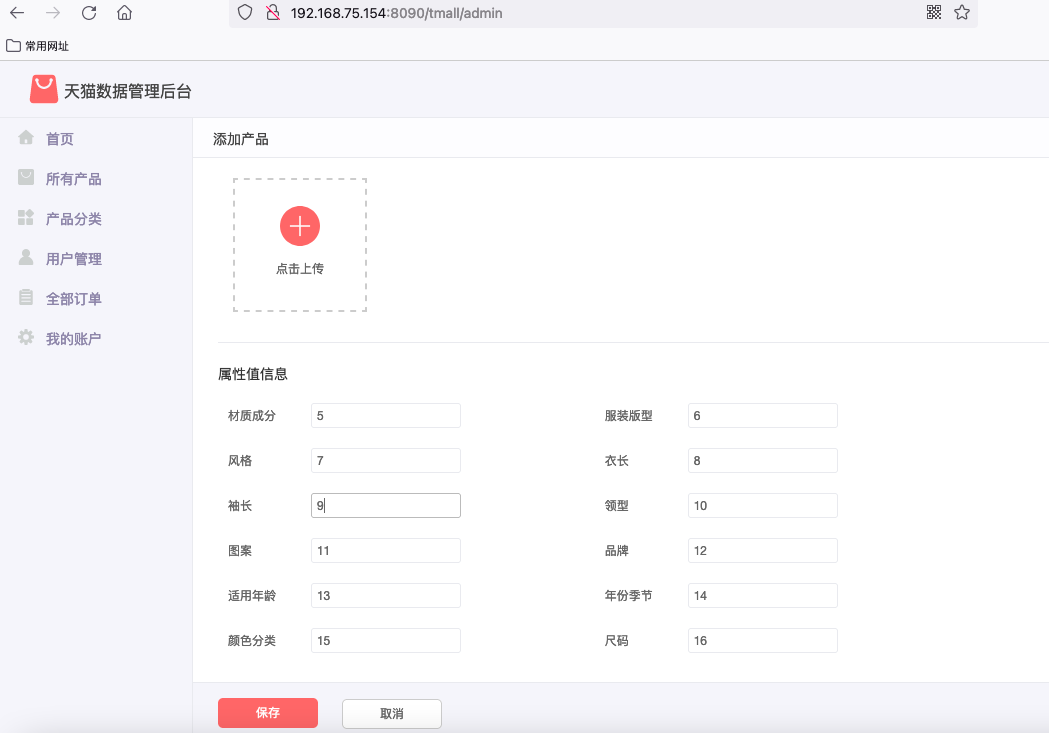 192.168.75.154:8090/tmall/admin
常用网址
天猫数据管理后台
首页
所有产品
产品分类
用户管理
全部订单
我的账户
添加产品
点击上传
属性值信息
材质成分 5 服装版型 6
风格 7 衣长 8
袖长 9 领型 10
图案 11 品牌 12
适用年龄 13 年份季节 14
颜色分类 15 尺码 16
保存 取消